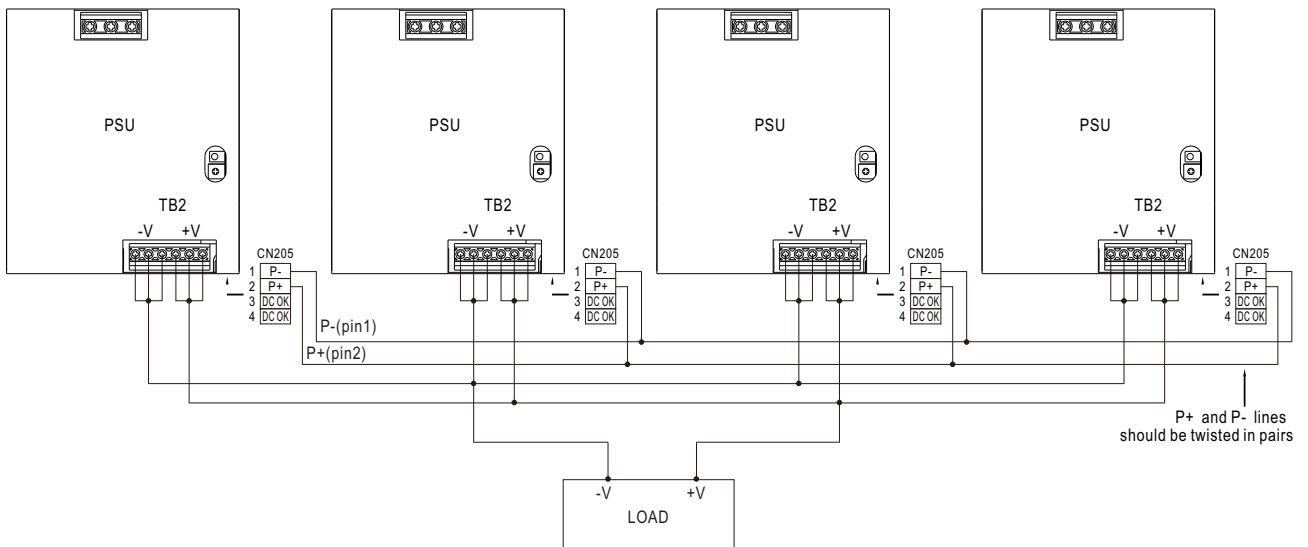 PSU
TB2
-V +V
CN205
1 P-
2 P+
3 DC OK
4 DC OK
PSU
TB2
-V +V
CN205
1 P-
2 P+
3 DC OK
4 DC OK
PSU
TB2
-V +V
CN205
1 P-
2 P+
3 DC OK
4 DC OK
PSU
TB2
-V +V
CN205
1 P-
2 P+
3 DC OK
4 DC OK
P-(pin1)
P+(pin2)
P+ and P- lines
should be twisted in pairs
-V +V
LOAD